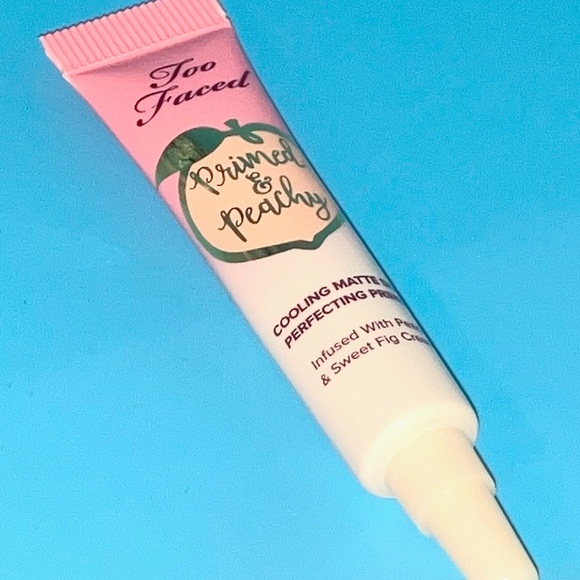 Too
Faced
Primed
&
Peachy
COOLING MATTE
PERFECTING
Infused With
& Sweet Fig